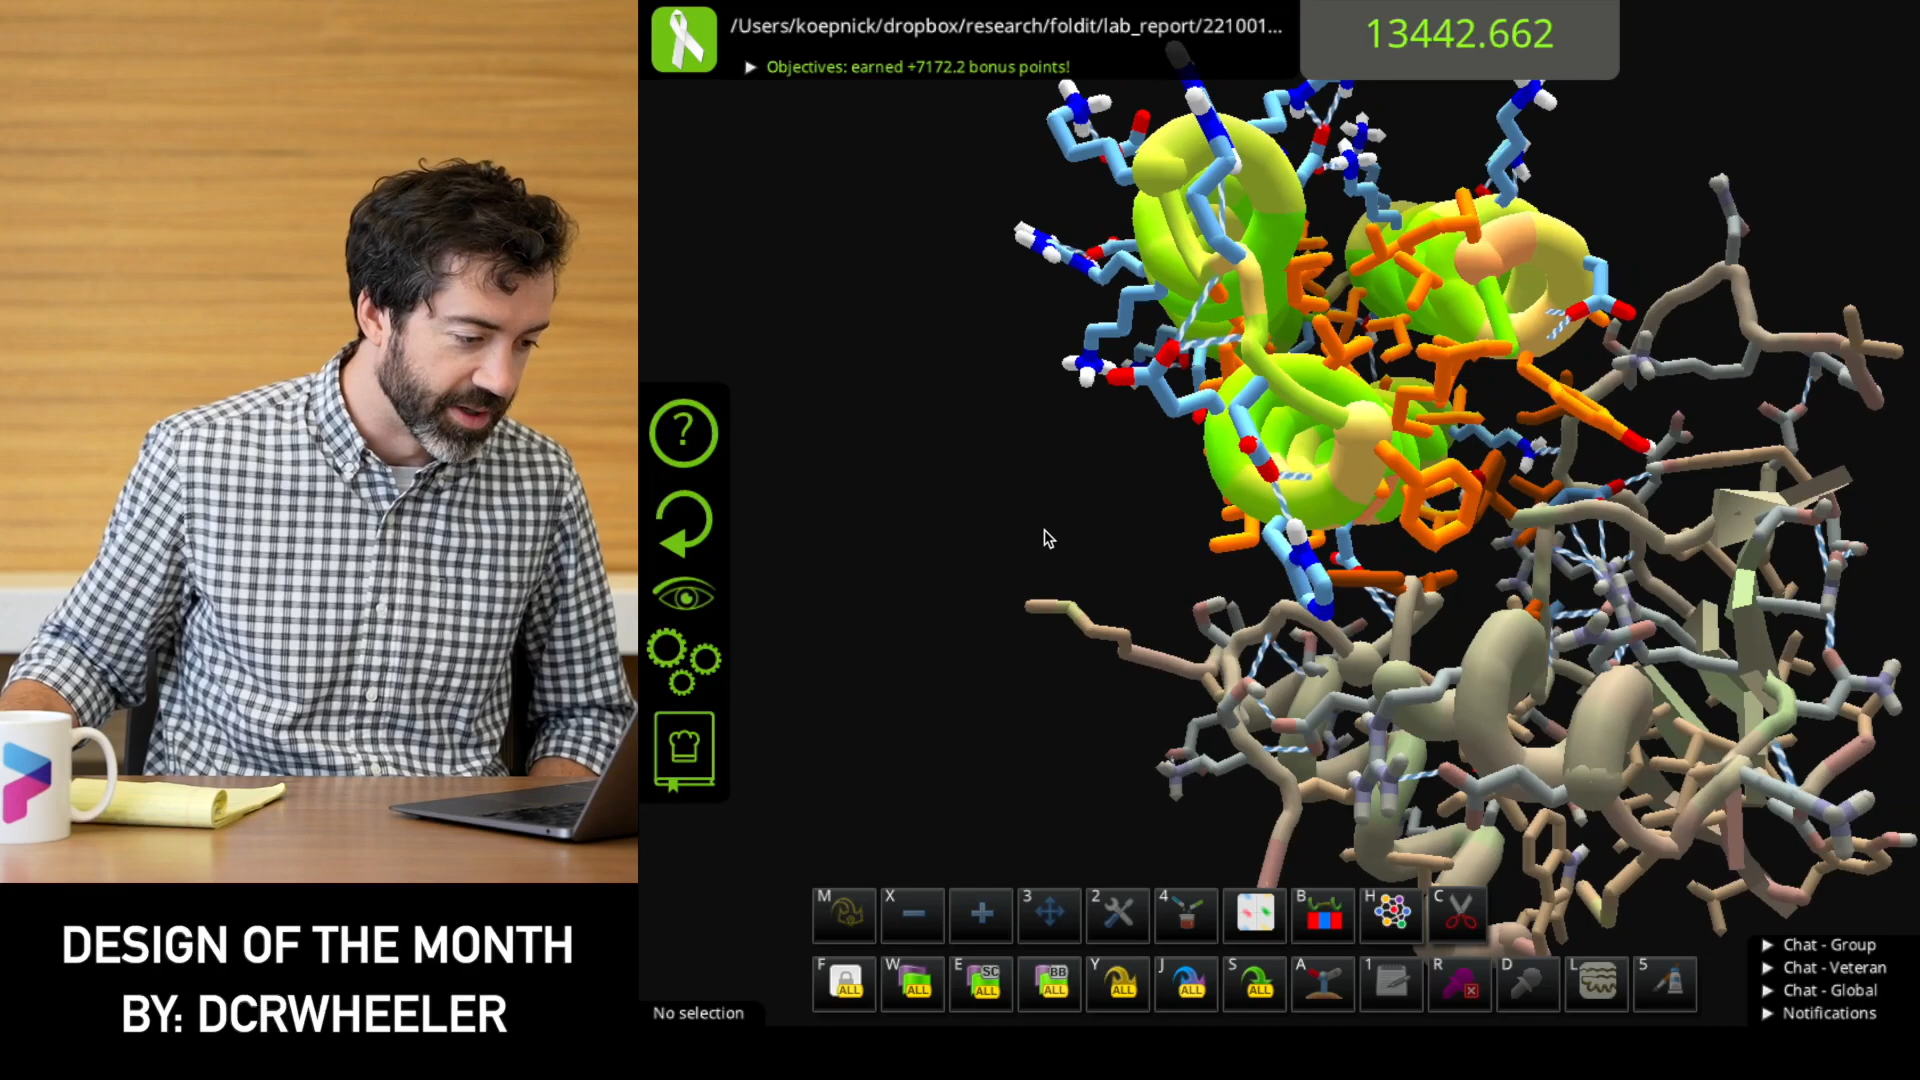 /Users/koepnick/dropbox/research/foldit/lab_report/221001...
▶ Objectives: earned +7172.2 bonus points!
13442.662
?
M X 3 2 4 B H C
F W E Y J S A 1 R D L 5
ALL ALL SC ALL BB ALL ALL ALL ALL
No selection
▶ Chat - Group
▶ Chat - Veteran
▶ Chat - Global
▶ Notifications
DESIGN OF THE MONTH
BY: DCRWHEELER